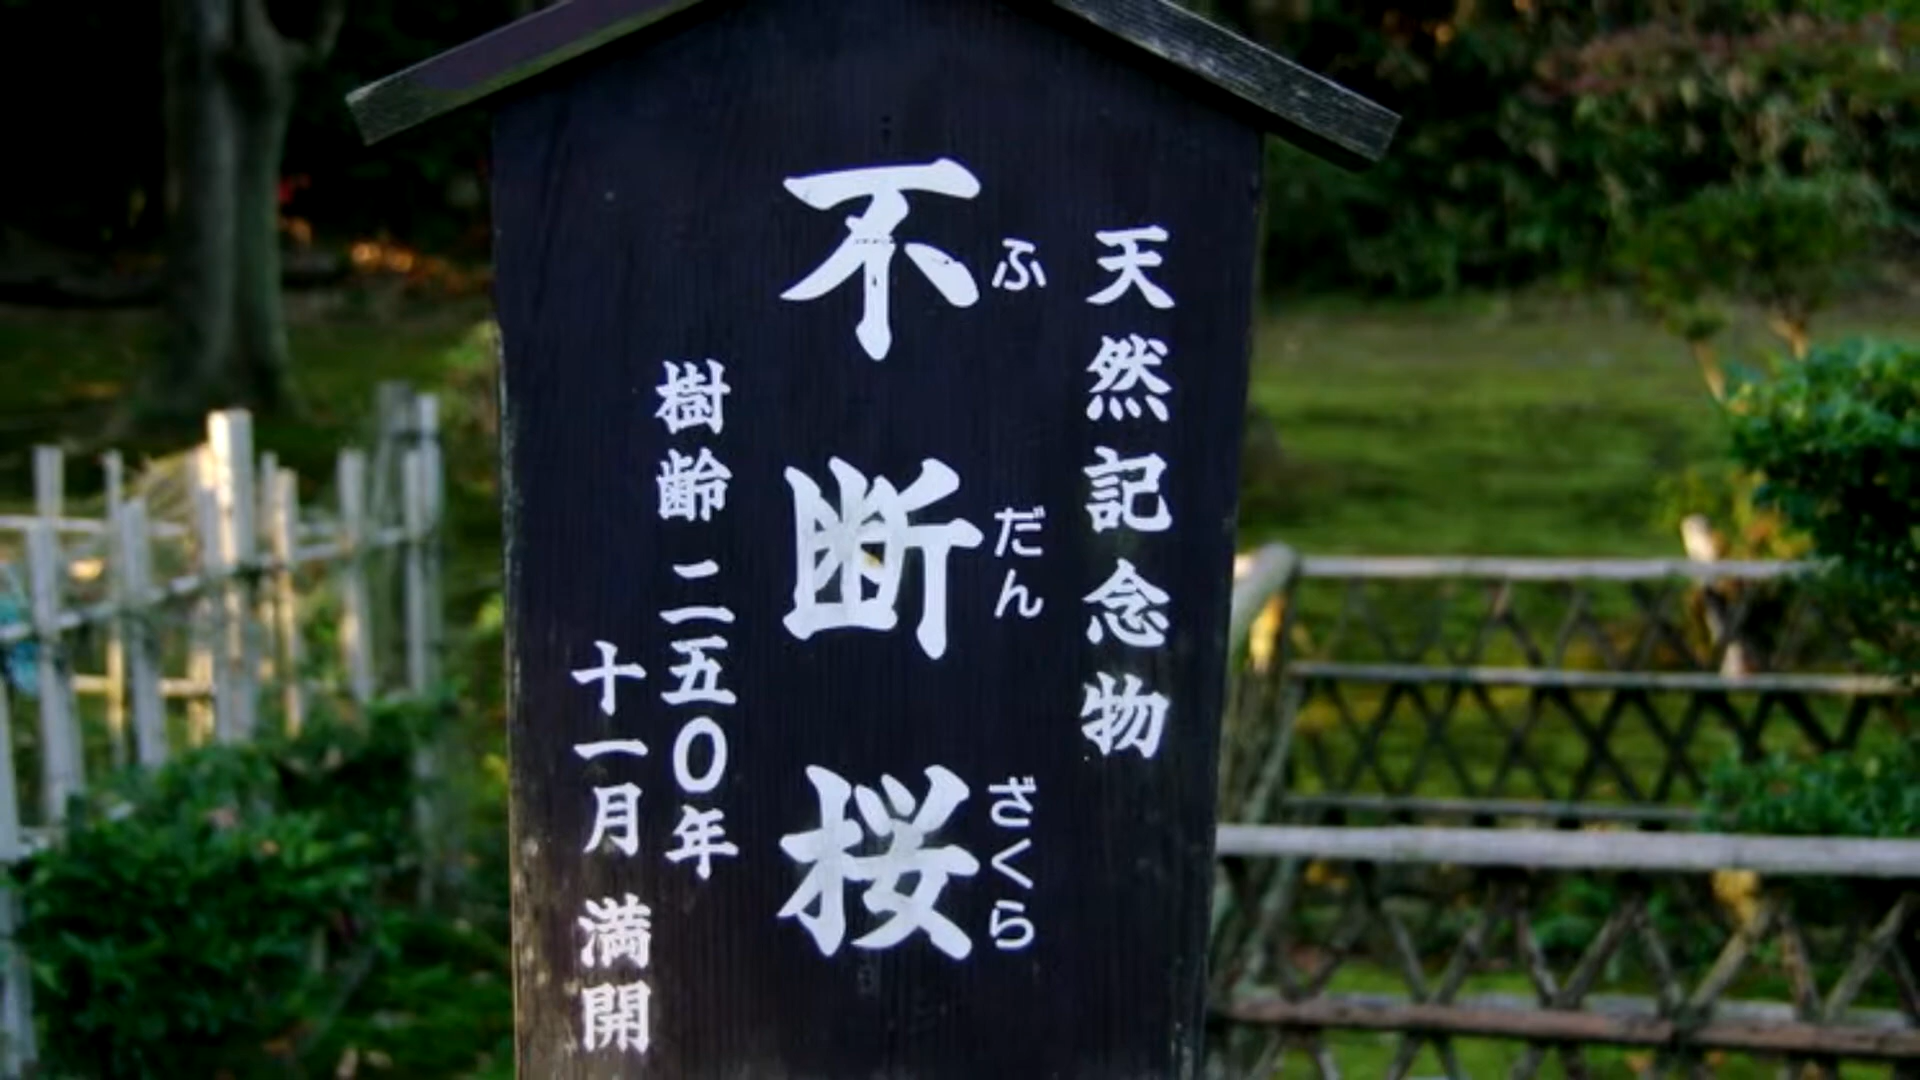 天然記念物
不断桜
ふだんざくら
樹齢 二五〇年
十一月 満開